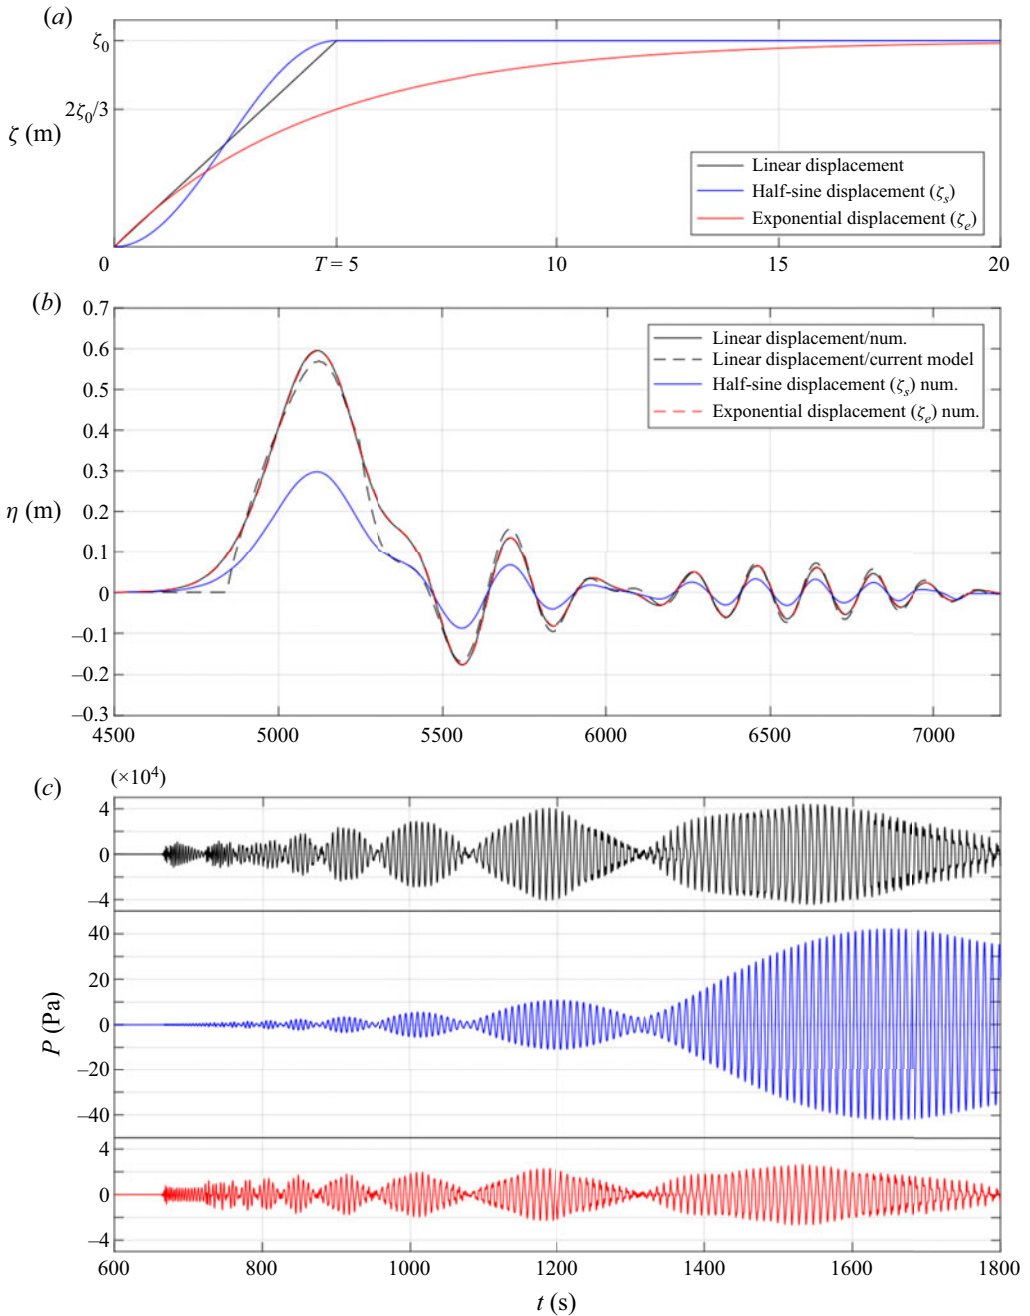 (a)
ζ0
2ζ0/3
ζ (m)
Linear displacement
Half-sine displacement (ζs)
Exponential displacement (ζe)
0 T = 5 10 15 20
(b)
0.7
0.6
0.5
0.4
0.3
0.2
0.1
0
–0.1
–0.2
–0.3
η (m)
Linear displacement/num.
Linear displacement/current model
Half-sine displacement (ζs) num.
Exponential displacement (ζe) num.
4500 5000 5500 6000 6500 7000
(×10⁴)
(c)
4
0
–4
40
20
0
–20
–40
P (Pa)
4
0
–4
600 800 1000 1200 1400 1600 1800
t (s)